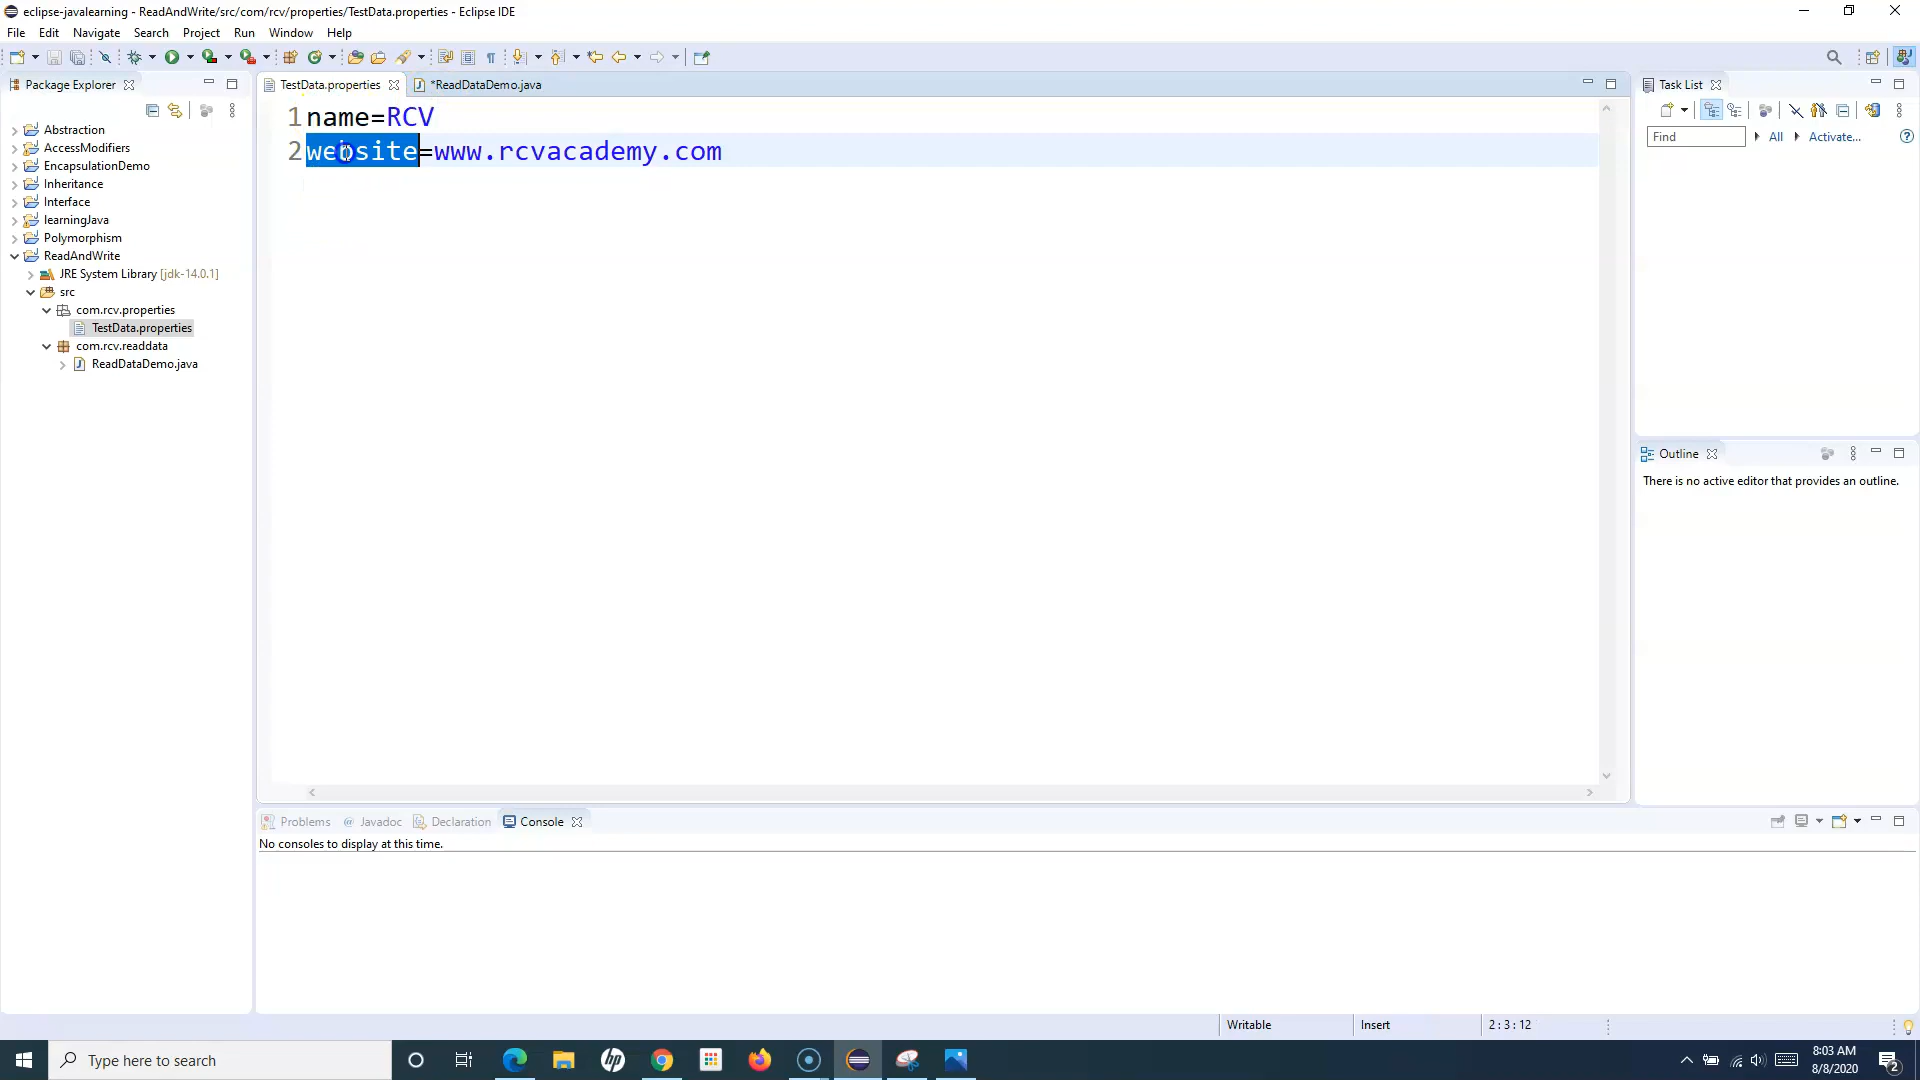 eclipse-javalearning - ReadAndWrite/src/com/rcv/properties/TestData.properties - Eclipse IDE
File Edit Navigate Search Project Run Window Help
Package Explorer
Abstraction
AccessModifiers
EncapsulationDemo
Inheritance
Interface
learningJava
Polymorphism
ReadAndWrite
JRE System Library [jdk-14.0.1]
src
com.rcv.properties
TestData.properties
com.rcv.readdata
ReadDataDemo.java
TestData.properties *ReadDataDemo.java
1 name=RCV
2 website=www.rcvacademy.com
Task List
Find All Activate...
Outline
There is no active editor that provides an outline.
Problems @ Javadoc Declaration Console
No consoles to display at this time.
Writable Insert 2 : 3 : 12
Type here to search
hp
8:03 AM
8/8/2020
2